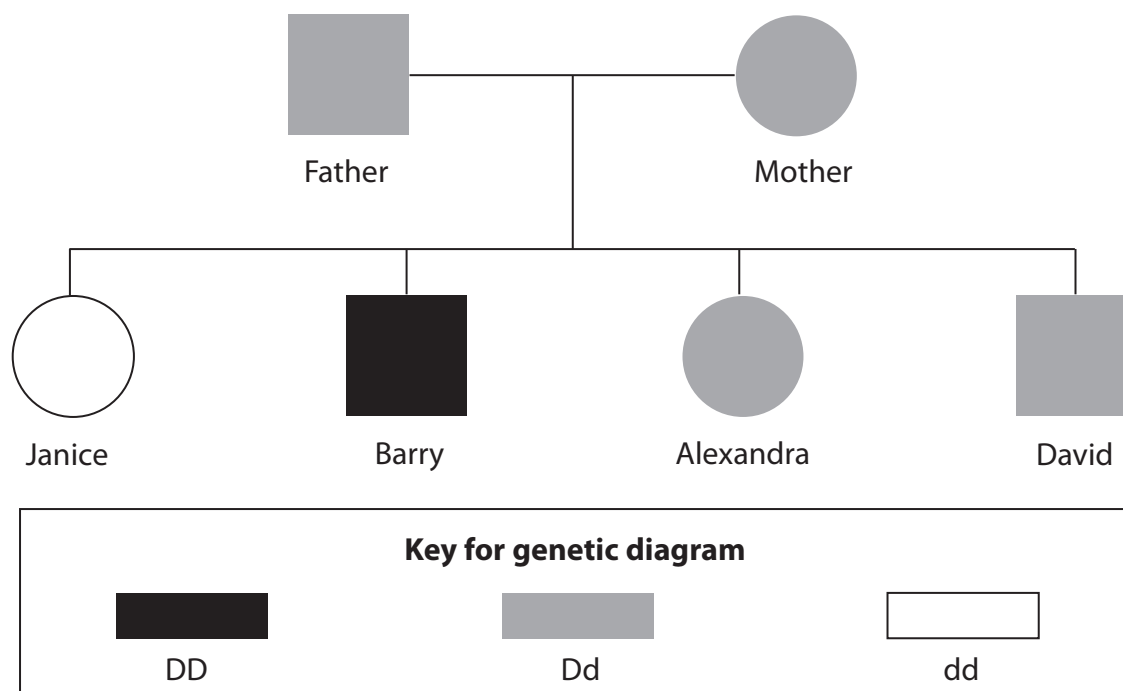 Father Mother
Janice Barry Alexandra David
Key for genetic diagram
DD Dd dd